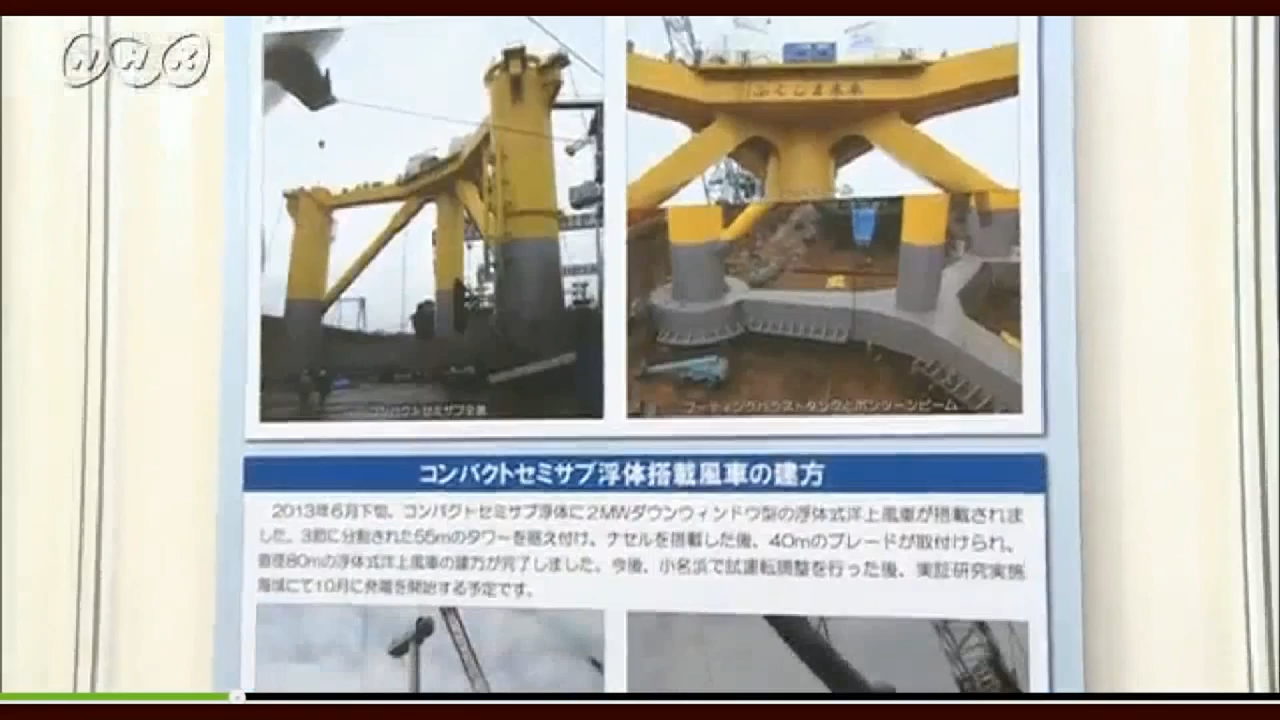 NHK
ふくしま未来
コンパクトセミサブ全景
フーティングバラストタンクとポンツーンビーム
コンパクトセミサブ浮体搭載風車の建方
2013年6月下旬、コンパクトセミサブ浮体に2MWダウンウィンドウ型の浮体式洋上風車が搭載されま
した。3節に分割された55mのタワーを据え付け、ナセルを搭載した後、40mのブレードが取付けられ、
直径80mの浮体式洋上風車の建方が完了しました。今後、小名浜で試運転調整を行った後、実証研究実施
海域にて10月に発電を開始する予定です。